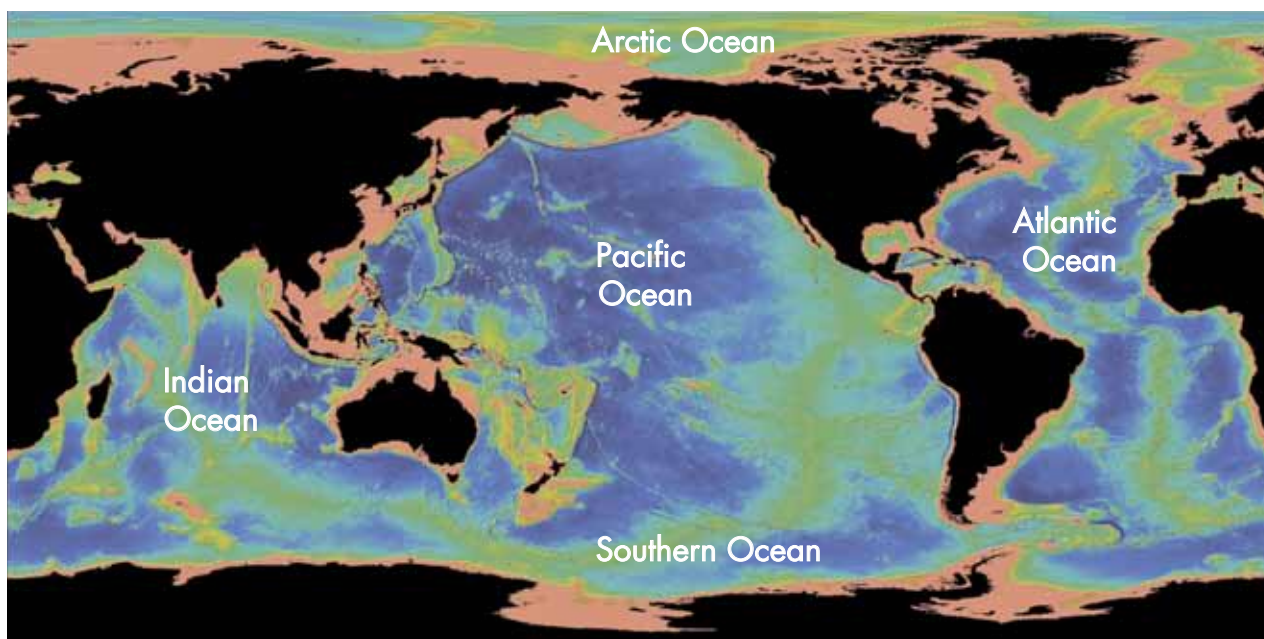 Arctic Ocean
Atlantic
Ocean
Pacific
Ocean
Indian
Ocean
Southern Ocean